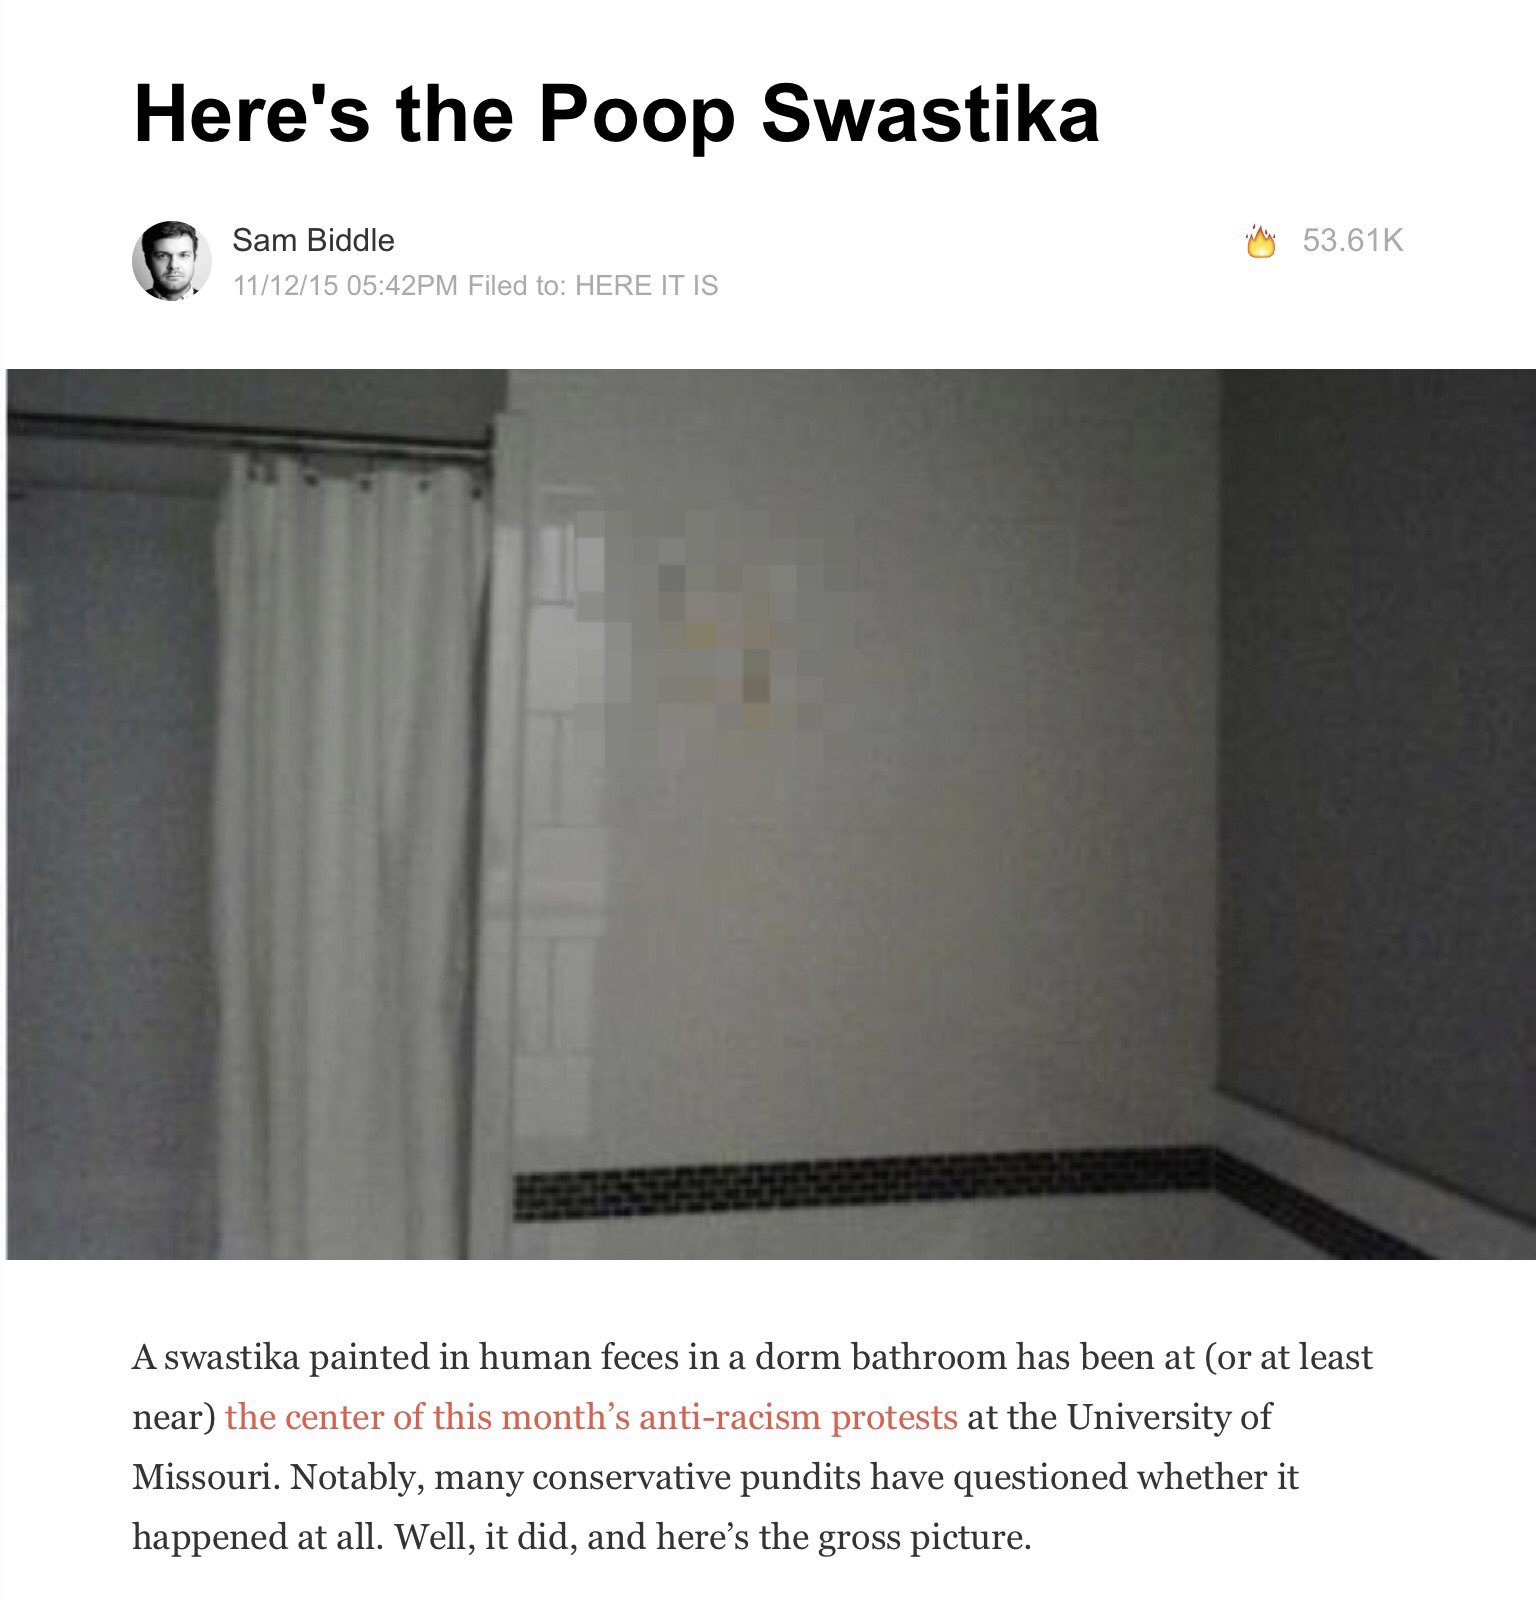 Here's the Poop Swastika
Sam Biddle
53.61K
11/12/15 05:42PM Filed to: HERE IT IS
A swastika painted in human feces in a dorm bathroom has been at (or at least
near) the center of this month’s anti-racism protests at the University of
Missouri. Notably, many conservative pundits have questioned whether it
happened at all. Well, it did, and here’s the gross picture.